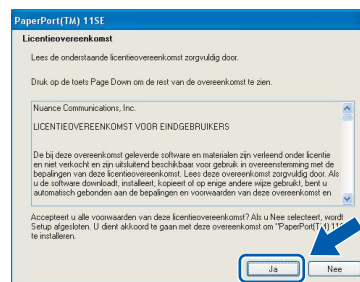 PaperPort(TM) 11SE
Licentieovereenkomst
Lees de onderstaande licentieovereenkomst zorgvuldig door.
Druk op de toets Page Down om de rest van de overeenkomst te zien.
Nuance Communications, Inc.
LICENTIEOVEREENKOMST VOOR EINDGEBRUIKERS
De bij deze overeenkomst geleverde software en materialen zijn verleend onder licentie
en niet verkocht en zijn uitsluitend beschikbaar voor gebruik in overeenstemming met de
bepalingen van deze licentieovereenkomst. Lees deze overeenkomst zorgvuldig door. Als
u de software downloadt, installeert, kopieert of op enige andere wijze gebruikt, bent u
automatisch gebonden aan de bepalingen en voorwaarden van deze overeenkomst en
Accepteert u alle voorwaarden van deze licentieovereenkomst? Als u Nee selecteert, wordt
Setup afgesloten. U dient akkoord te gaan met deze overeenkomst om "PaperPort(TM) 11
te installeren.
Ja
Nee